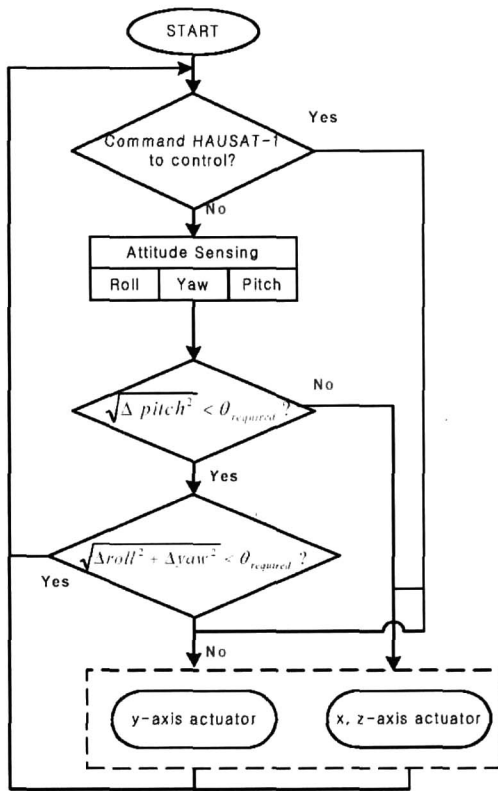 START
Command HAUSAT-1
to control?
Yes
No
Attitude Sensing
Roll Yaw Pitch
√Δ pitch² < θ_required ?
No
Yes
√Δroll² + Δyaw² < θ_required ?
Yes
No
y-axis actuator
x, z-axis actuator